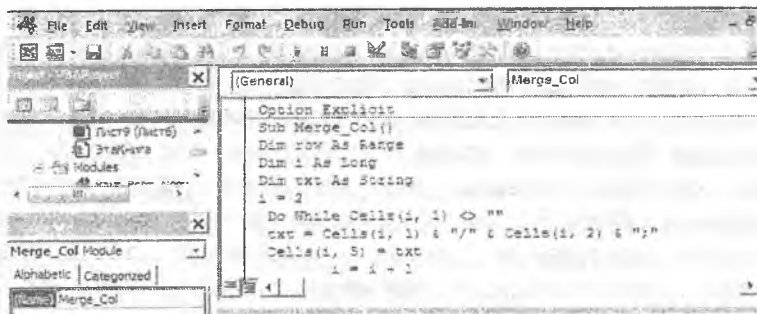 File Edit View Insert Format Debug Run Tools Add-Ins Window Help
(General) Merge_Col
Option Explicit
Sub Merge_Col()
Dim row As Range
Dim i As Long
Dim txt As String
i = 2
Do While Cells(i, 1) <> ""
txt = Cells(i, 1) & "/" & Cells(i, 2) & ";"
Cells(i, 5) = txt
i = i + 1
Лист9 (Лист6)
ЭтаКнига
Modules
Merge_Col Module
Alphabetic Categorized
(Name) Merge_Col